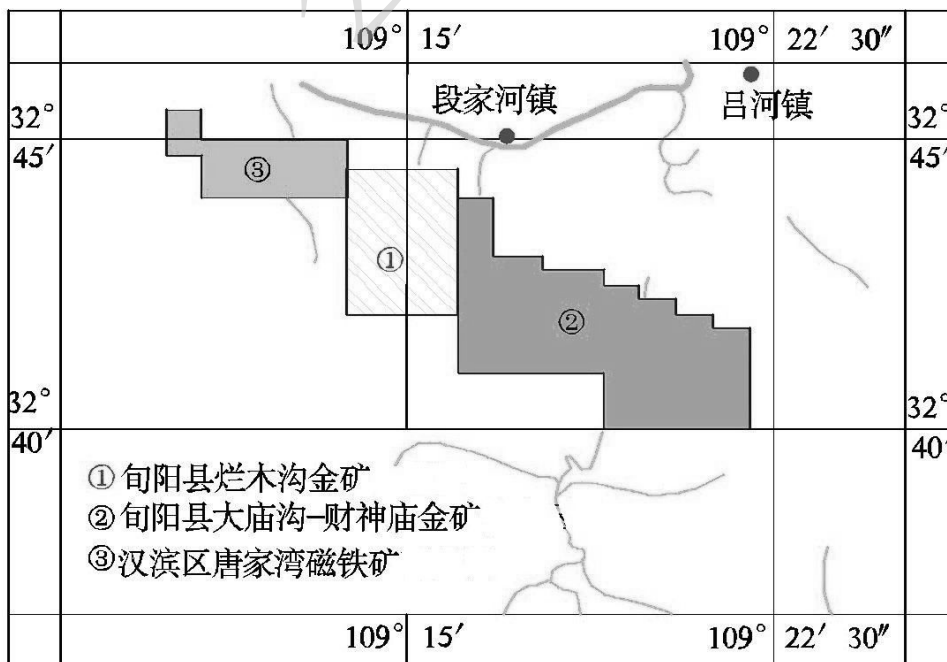 109° 15′ 109° 22′ 30″
段家河镇 吕河镇
32° 32°
45′ 45′
③
①
②
32° 32°
40′ 40′
①旬阳县烂木沟金矿
②旬阳县大庙沟–财神庙金矿
③汉滨区唐家湾磁铁矿
109° 15′ 109° 22′ 30″